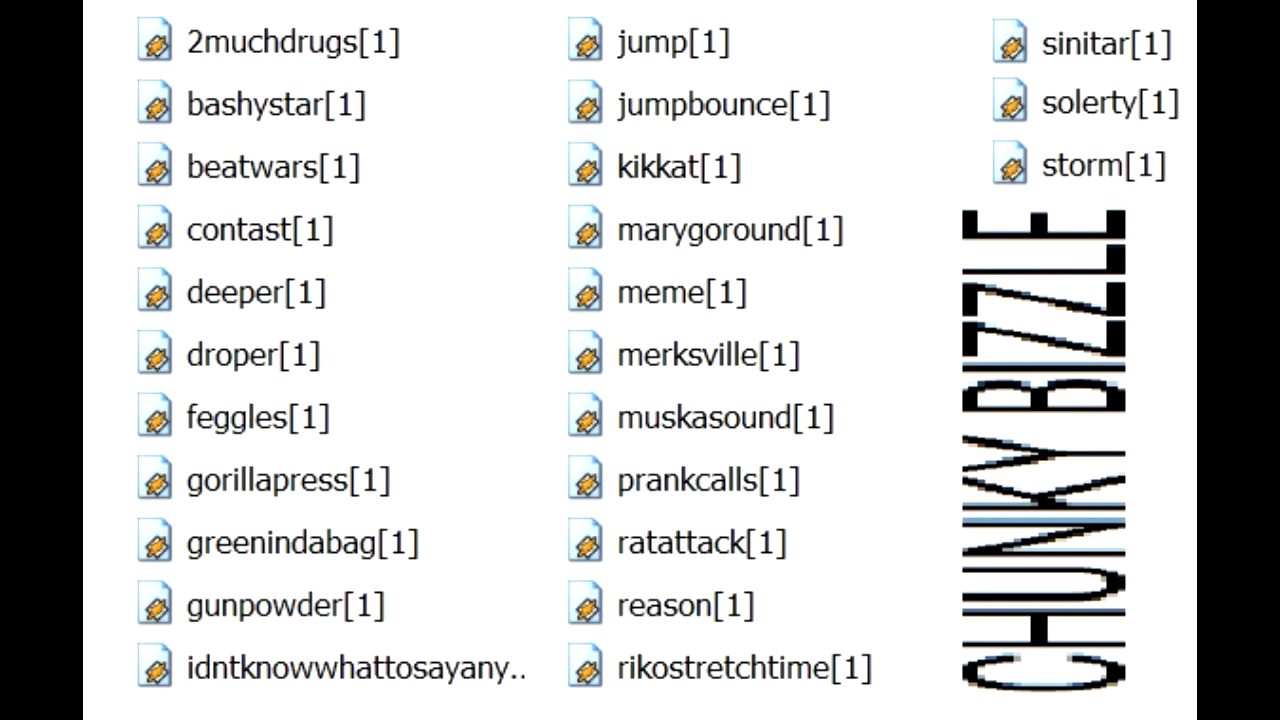 2muchdrugs[1]
bashystar[1]
beatwars[1]
contast[1]
deeper[1]
droper[1]
feggles[1]
gorillapress[1]
greenindabag[1]
gunpowder[1]
idntknowwhattosayany..
jump[1]
jumpbounce[1]
kikkat[1]
marygoround[1]
meme[1]
merksville[1]
muskasound[1]
prankcalls[1]
ratattack[1]
reason[1]
rikostretchtime[1]
sinitar[1]
solerty[1]
storm[1]
CHUNKY BIZZLE